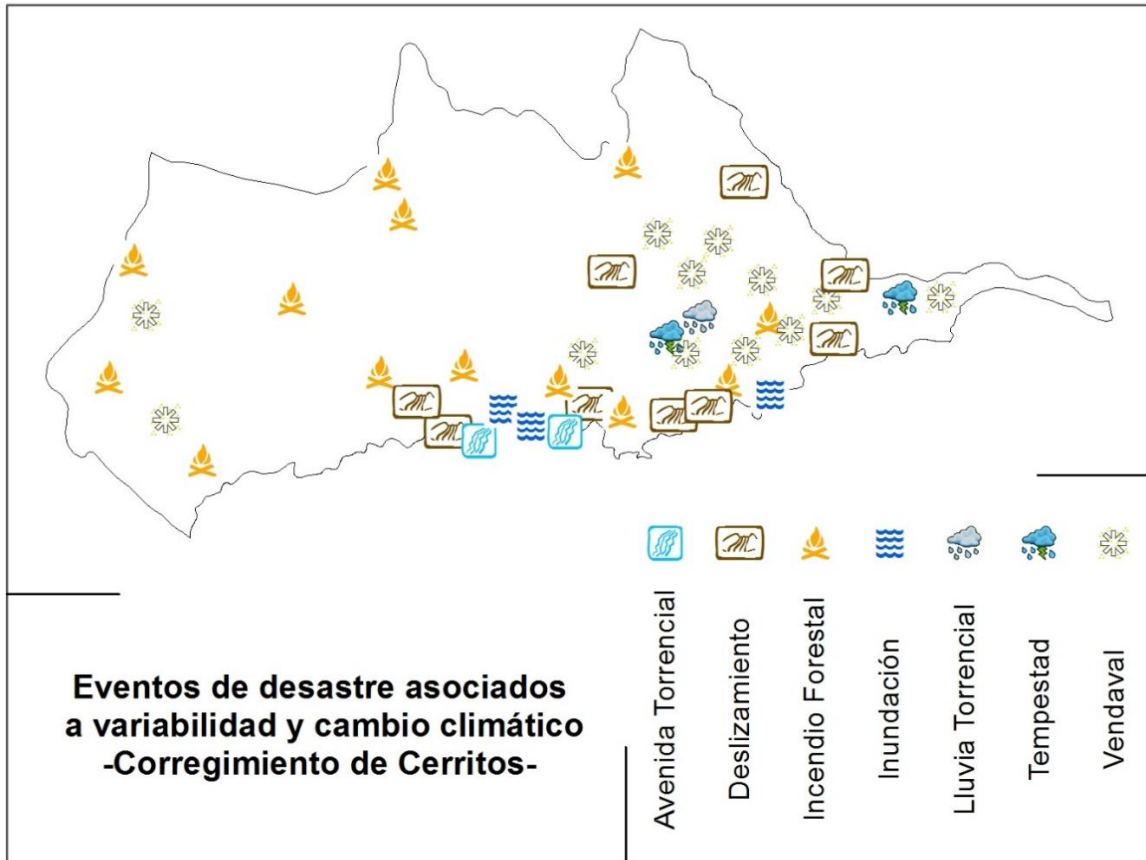 Avenida Torrencial
Deslizamiento
Incendio Forestal
Inundación
Lluvia Torrencial
Tempestad
Vendaval
Eventos de desastre asociados
a variabilidad y cambio climático
-Corregimiento de Cerritos-